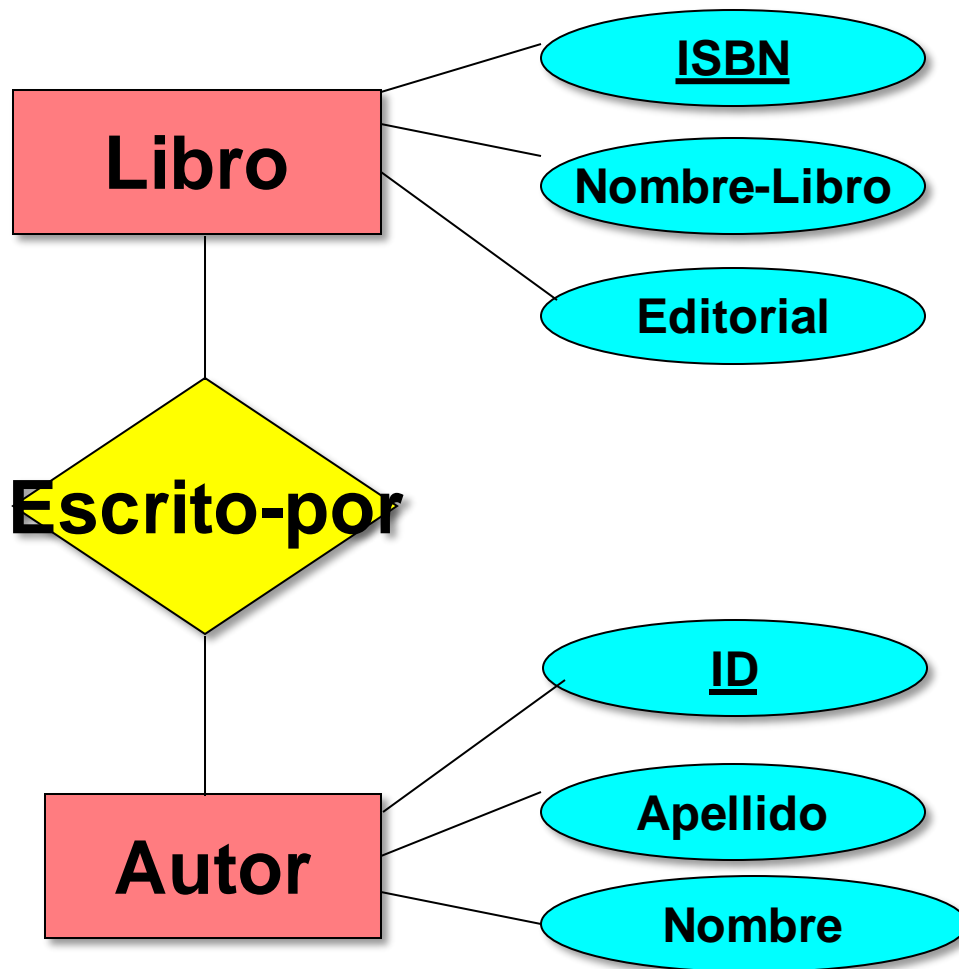 ISBN
Libro
Nombre-Libro
Editorial
Escrito-por
ID
Apellido
Autor
Nombre